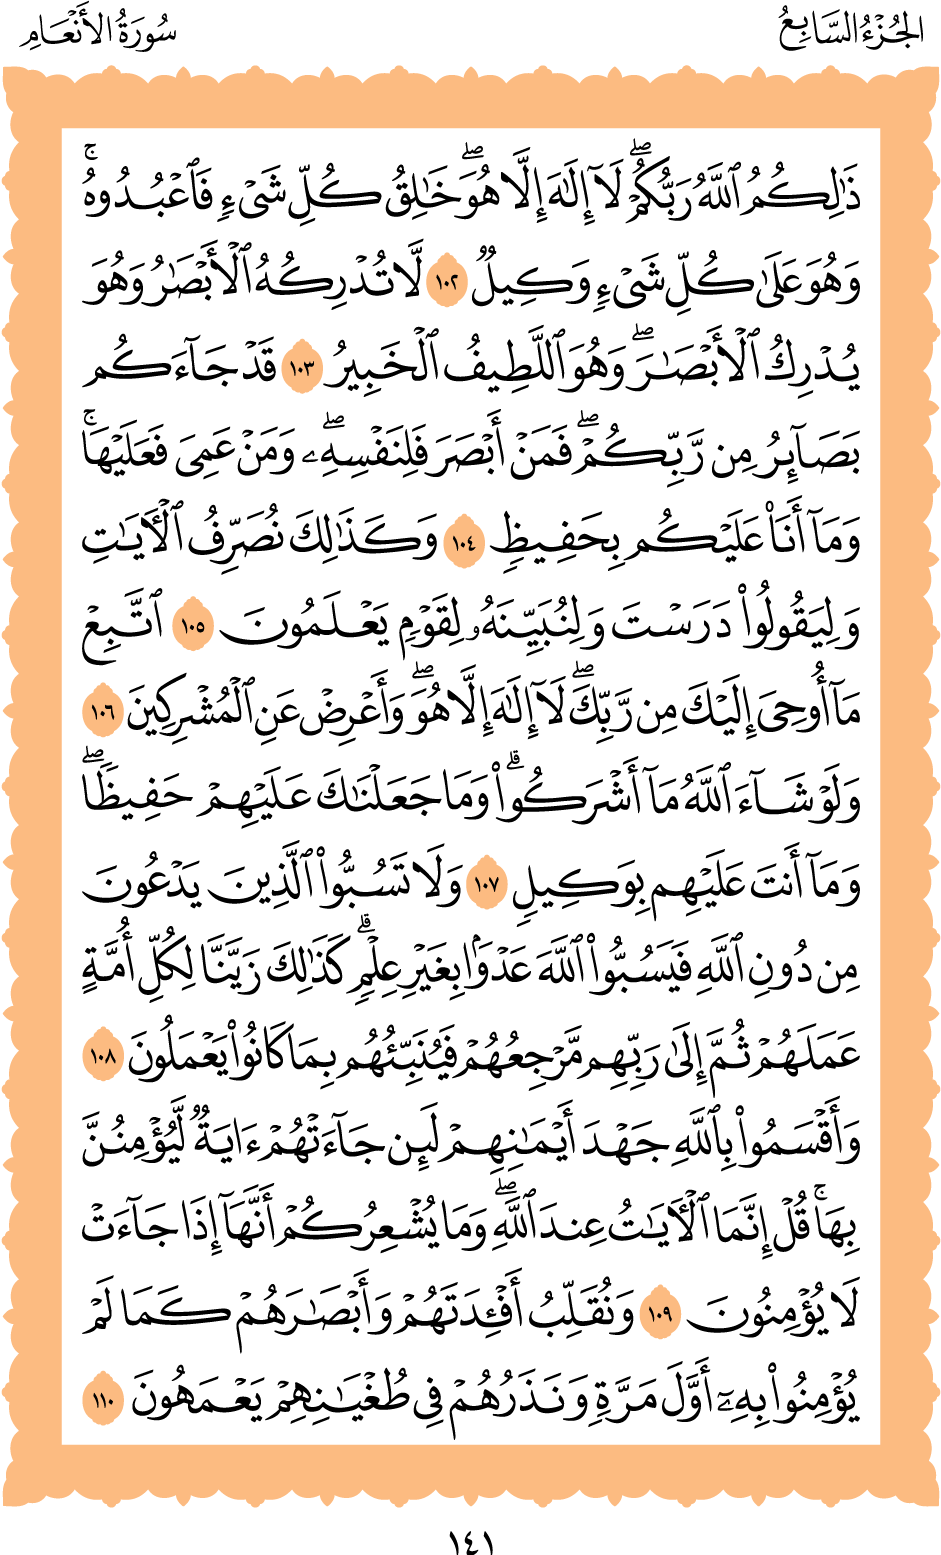 الجُزْءُ السَّابِعُ
سُورَةُ الأَنْعَامِ
ذَٰلِكُمُ ٱللَّهُ رَبُّكُمْۖ لَآ إِلَٰهَ إِلَّا هُوَۖ خَٰلِقُ كُلِّ شَىْءٍ فَٱعْبُدُوهُۚ
وَهُوَ عَلَىٰ كُلِّ شَىْءٍ وَكِيلٌ ١٠٢ لَّا تُدْرِكُهُ ٱلْأَبْصَٰرُ وَهُوَ
يُدْرِكُ ٱلْأَبْصَٰرَۖ وَهُوَ ٱللَّطِيفُ ٱلْخَبِيرُ ١٠٣ قَدْ جَآءَكُم
بَصَآئِرُ مِن رَّبِّكُمْۖ فَمَنْ أَبْصَرَ فَلِنَفْسِهِۦۖ وَمَنْ عَمِىَ فَعَلَيْهَاۚ
وَمَآ أَنَا۠ عَلَيْكُم بِحَفِيظٍ ١٠٤ وَكَذَٰلِكَ نُصَرِّفُ ٱلْءَايَٰتِ
وَلِيَقُولُوا۟ دَرَسْتَ وَلِنُبَيِّنَهُۥ لِقَوْمٍ يَعْلَمُونَ ١٠٥ ٱتَّبِعْ
مَآ أُوحِىَ إِلَيْكَ مِن رَّبِّكَۖ لَآ إِلَٰهَ إِلَّا هُوَۖ وَأَعْرِضْ عَنِ ٱلْمُشْرِكِينَ ١٠٦
وَلَوْ شَآءَ ٱللَّهُ مَآ أَشْرَكُوا۟ۗ وَمَا جَعَلْنَٰكَ عَلَيْهِمْ حَفِيظًاۖ
وَمَآ أَنتَ عَلَيْهِم بِوَكِيلٍ ١٠٧ وَلَا تَسُبُّوا۟ ٱلَّذِينَ يَدْعُونَ
مِن دُونِ ٱللَّهِ فَيَسُبُّوا۟ ٱللَّهَ عَدْوًۢا بِغَيْرِ عِلْمٍۗ كَذَٰلِكَ زَيَّنَّا لِكُلِّ أُمَّةٍ
عَمَلَهُمْ ثُمَّ إِلَىٰ رَبِّهِم مَّرْجِعُهُمْ فَيُنَبِّئُهُم بِمَا كَانُوا۟ يَعْمَلُونَ ١٠٨
وَأَقْسَمُوا۟ بِٱللَّهِ جَهْدَ أَيْمَٰنِهِمْ لَئِن جَآءَتْهُمْ ءَايَةٌ لَّيُؤْمِنُنَّ
بِهَاۚ قُلْ إِنَّمَا ٱلْءَايَٰتُ عِندَ ٱللَّهِۖ وَمَا يُشْعِرُكُمْ أَنَّهَآ إِذَا جَآءَتْ
لَا يُؤْمِنُونَ ١٠٩ وَنُقَلِّبُ أَفْـِٔدَتَهُمْ وَأَبْصَٰرَهُمْ كَمَا لَمْ
يُؤْمِنُوا۟ بِهِۦٓ أَوَّلَ مَرَّةٍ وَنَذَرُهُمْ فِى طُغْيَٰنِهِمْ يَعْمَهُونَ ١١٠
١٤١